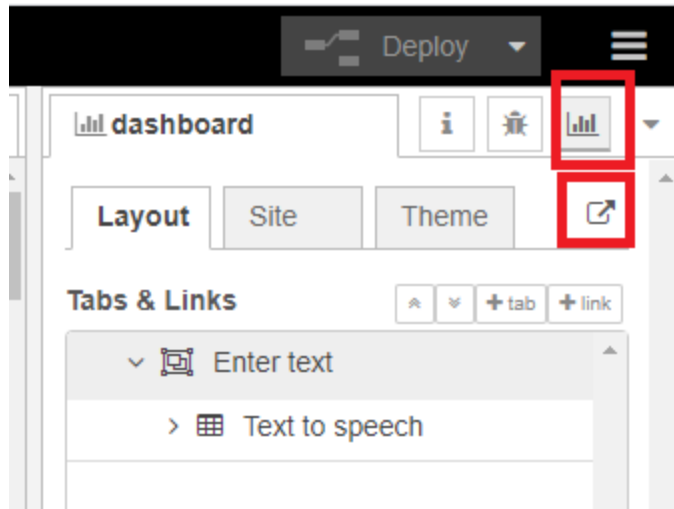 Deploy
dashboard
i
Layout Site Theme
Tabs & Links
+ tab + link
Enter text
Text to speech